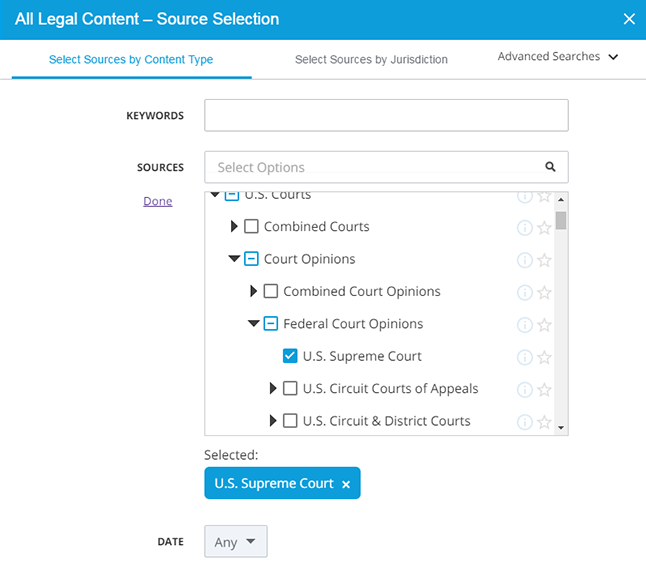 All Legal Content – Source Selection
Select Sources by Content Type
Select Sources by Jurisdiction
Advanced Searches
KEYWORDS
SOURCES
Select Options
Done
U.S. Courts
Combined Courts
Court Opinions
Combined Court Opinions
Federal Court Opinions
U.S. Supreme Court
U.S. Circuit Courts of Appeals
U.S. Circuit & District Courts
Selected:
U.S. Supreme Court ×
DATE
Any